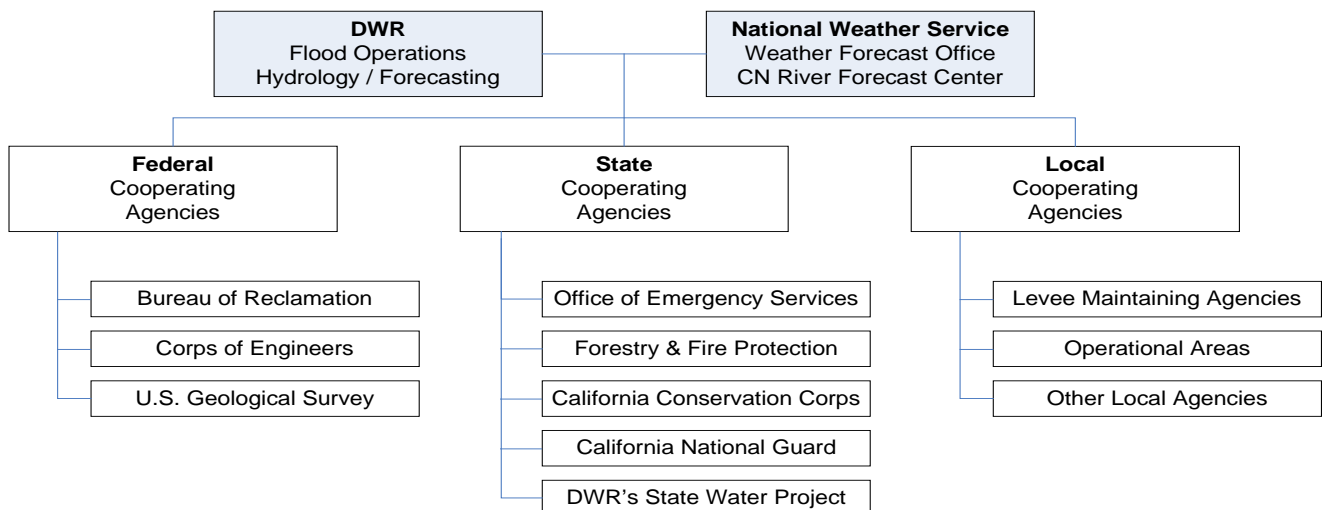 DWR
Flood Operations
Hydrology / Forecasting
National Weather Service
Weather Forecast Office
CN River Forecast Center
Federal
Cooperating
Agencies
Bureau of Reclamation
Corps of Engineers
U.S. Geological Survey
State
Cooperating
Agencies
Office of Emergency Services
Forestry & Fire Protection
California Conservation Corps
California National Guard
DWR's State Water Project
Local
Cooperating
Agencies
Levee Maintaining Agencies
Operational Areas
Other Local Agencies